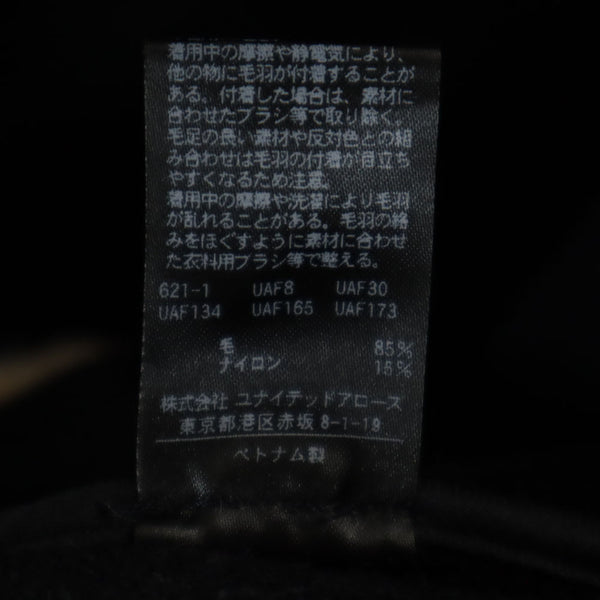 着用中の摩擦や静電気により、
他の物に毛羽が付着することが
ある。付着した場合は、素材に
合わせたブラシ等で取り除く。
毛足の長い素材や反対色との組
み合わせは毛羽の付着が目立ち
やすくなるため注意。
着用中の摩擦や洗濯により毛羽
が乱れることがある。毛羽の絡
みをほぐすように素材に合わせ
た衣料用ブラシ等で整える。
621-1 UAF8 UAF30
UAF134 UAF165 UAF173
毛 85%
ナイロン 15%
株式会社 ユナイテッドアローズ
東京都港区赤坂 8-1-19
ベトナム製